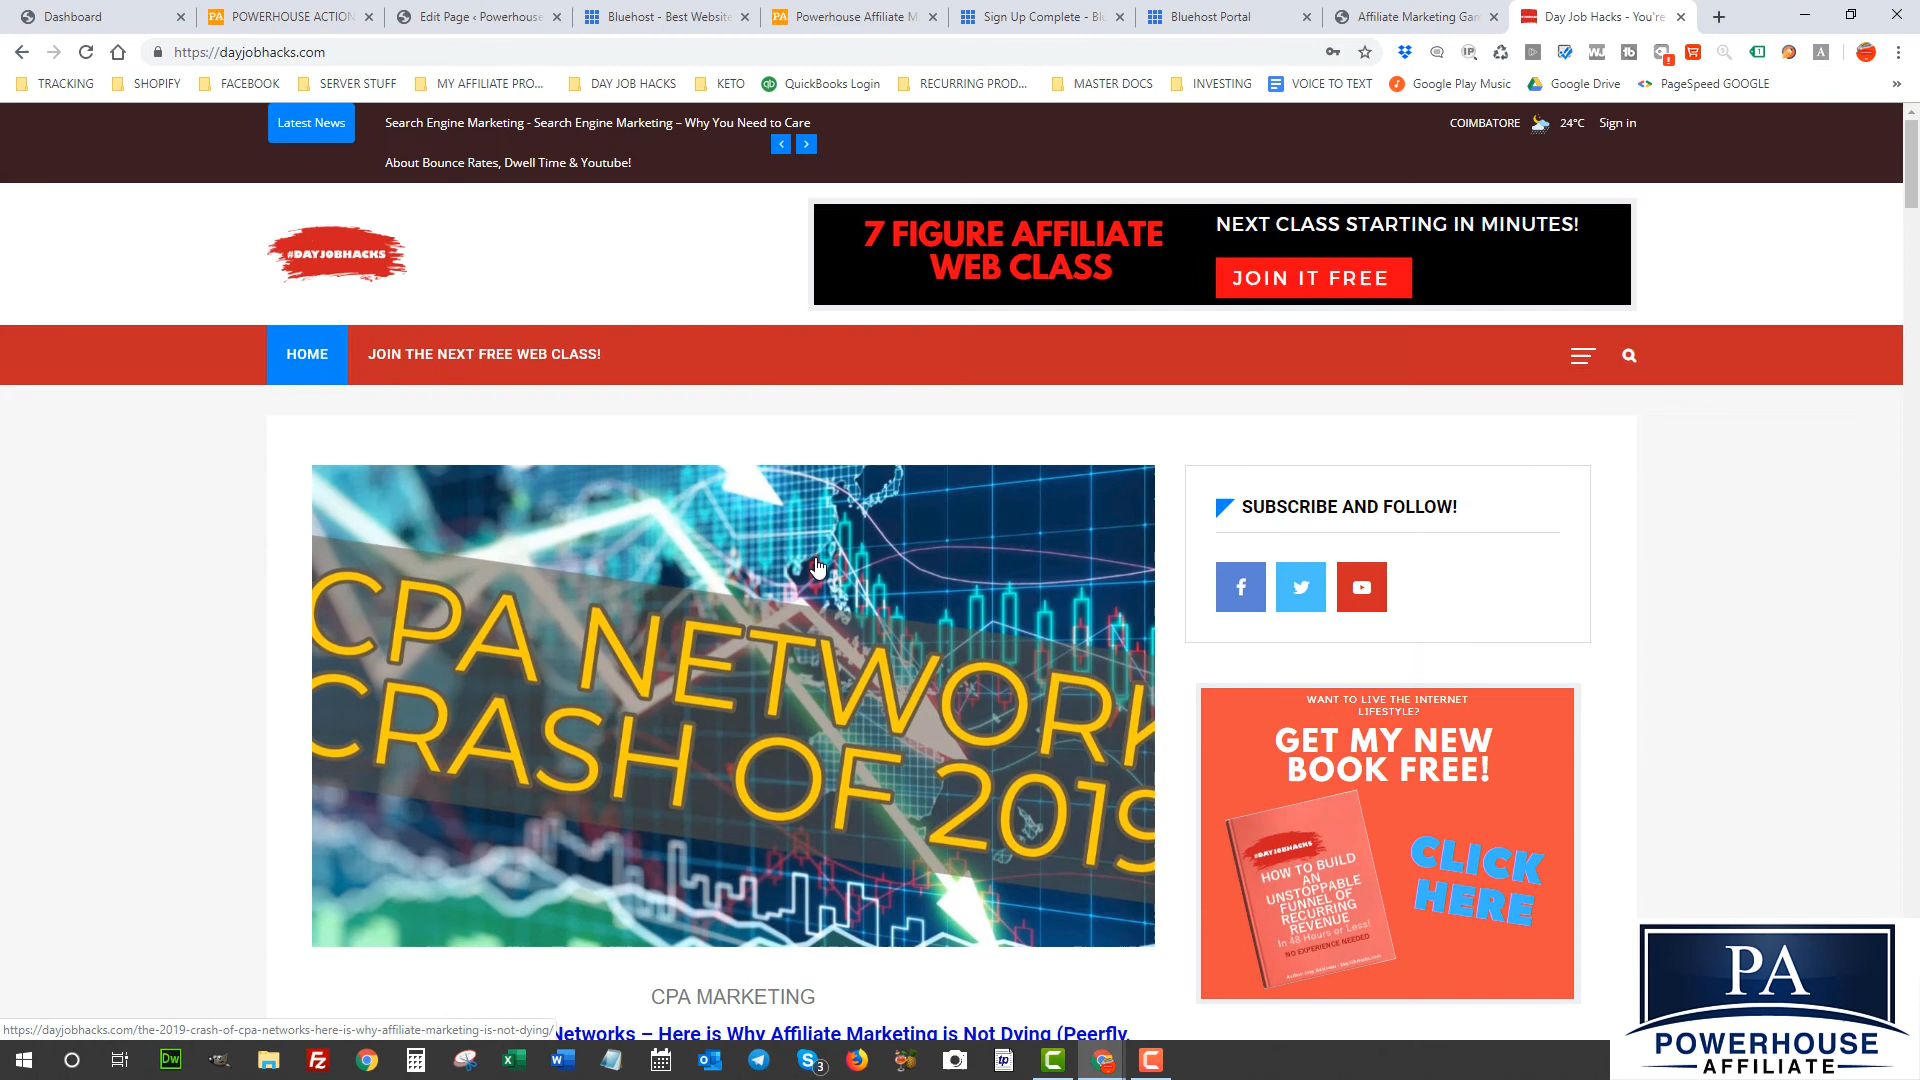 Dashboard
POWERHOUSE ACTION
Edit Page ‹ Powerhouse
Bluehost - Best Website
Powerhouse Affiliate M
Sign Up Complete - Blu
Bluehost Portal
Affiliate Marketing Gam
Day Job Hacks - You're
https://dayjobhacks.com
TRACKING
SHOPIFY
FACEBOOK
SERVER STUFF
MY AFFILIATE PRO...
DAY JOB HACKS
KETO
QuickBooks Login
RECURRING PROD...
MASTER DOCS
INVESTING
VOICE TO TEXT
Google Play Music
Google Drive
PageSpeed GOOGLE
Latest News
Search Engine Marketing - Search Engine Marketing – Why You Need to Care
About Bounce Rates, Dwell Time & Youtube!
COIMBATORE
24°C
Sign in
#DAYJOBHACKS
7 FIGURE AFFILIATE
WEB CLASS
NEXT CLASS STARTING IN MINUTES!
JOIN IT FREE
HOME
JOIN THE NEXT FREE WEB CLASS!
CPA NETWORK
CRASH OF 2019
SUBSCRIBE AND FOLLOW!
WANT TO LIVE THE INTERNET
LIFESTYLE?
GET MY NEW
BOOK FREE!
#DAYJOBHACKS
HOW TO BUILD
AN
UNSTOPPABLE
FUNNEL OF
RECURRING
REVENUE
In 48 Hours or Less!
NO EXPERIENCE NEEDED
CLICK
HERE
CPA MARKETING
Networks – Here is Why Affiliate Marketing is Not Dying (Peerfly,
https://dayjobhacks.com/the-2019-crash-of-cpa-networks-here-is-why-affiliate-marketing-is-not-dying/
PA
POWERHOUSE
AFFILIATE